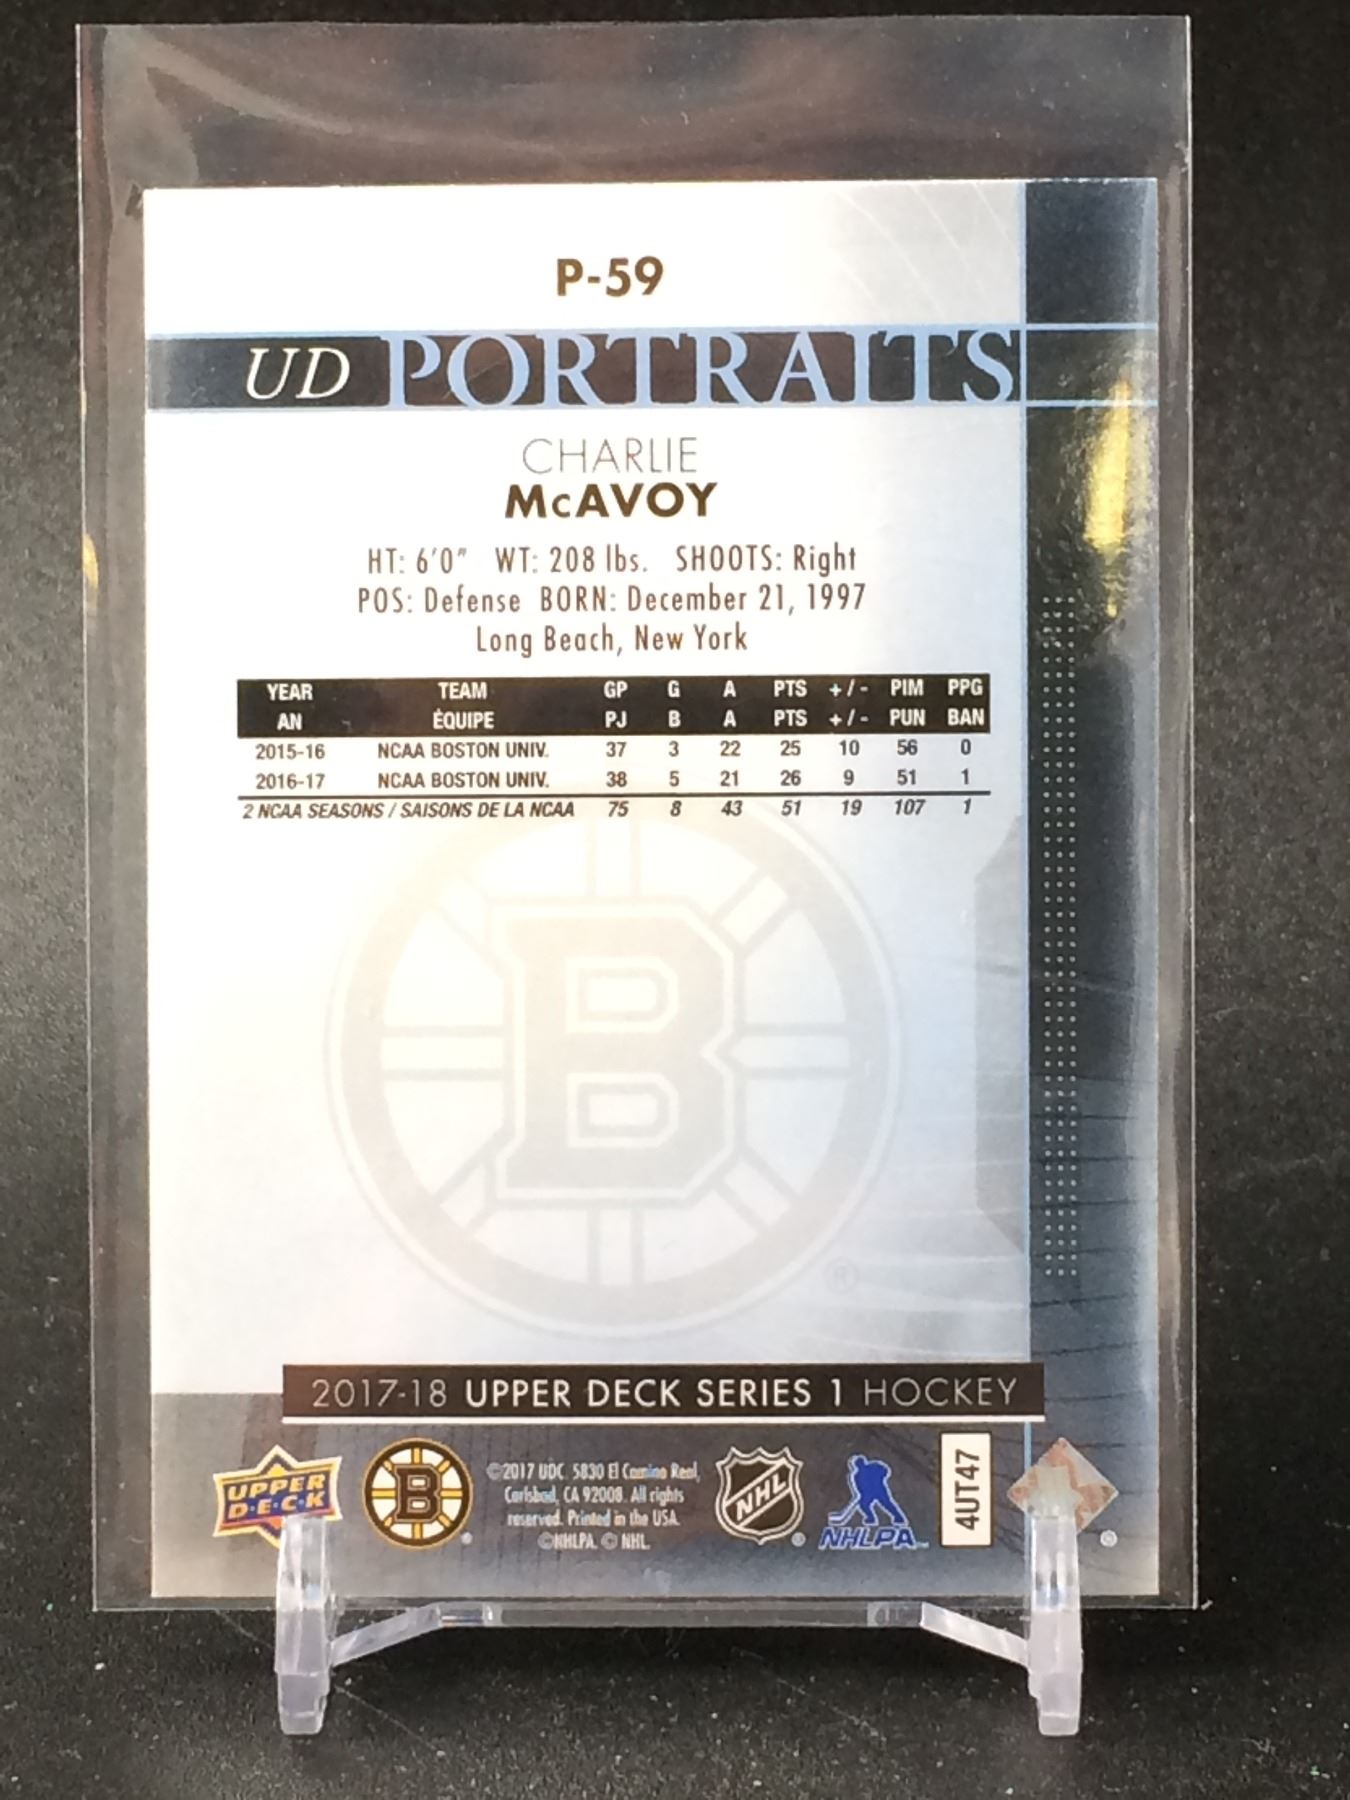 P-59
UD PORTRAITS
CHARLIE
McAVOY
HT: 6'0" WT: 208 lbs. SHOOTS: Right
POS: Defense BORN: December 21, 1997
Long Beach, New York
YEAR TEAM GP G A PTS +/- PIM PPG
AN ÉQUIPE PJ B A PTS +/- PUN BAN
2015-16 NCAA BOSTON UNIV. 37 3 22 25 10 56 0
2016-17 NCAA BOSTON UNIV. 38 5 21 26 9 51 1
2 NCAA SEASONS / SAISONS DE LA NCAA 75 8 43 51 19 107 1
B
®
2017-18 UPPER DECK SERIES 1 HOCKEY
UPPER
D·E·C·K
B
®
©2017 UDC. 5830 El Camino Real,
Carlsbad, CA 92008. All rights
reserved. Printed in the USA.
©NHLPA. © NHL.
NHL
®
NHLPA
4UT47
®